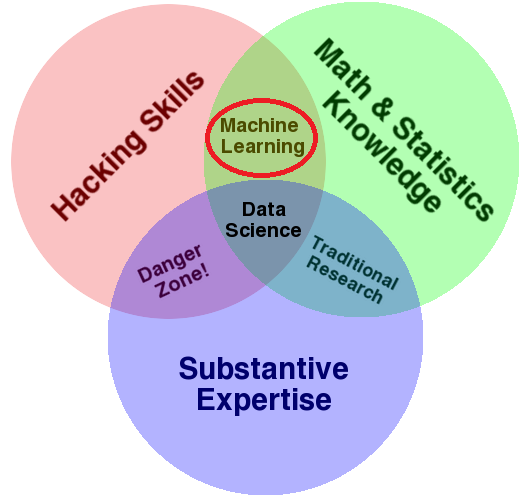 Hacking Skills
Math & Statistics
Knowledge
Machine
Learning
Data
Science
Danger
Zone!
Traditional
Research
Substantive
Expertise